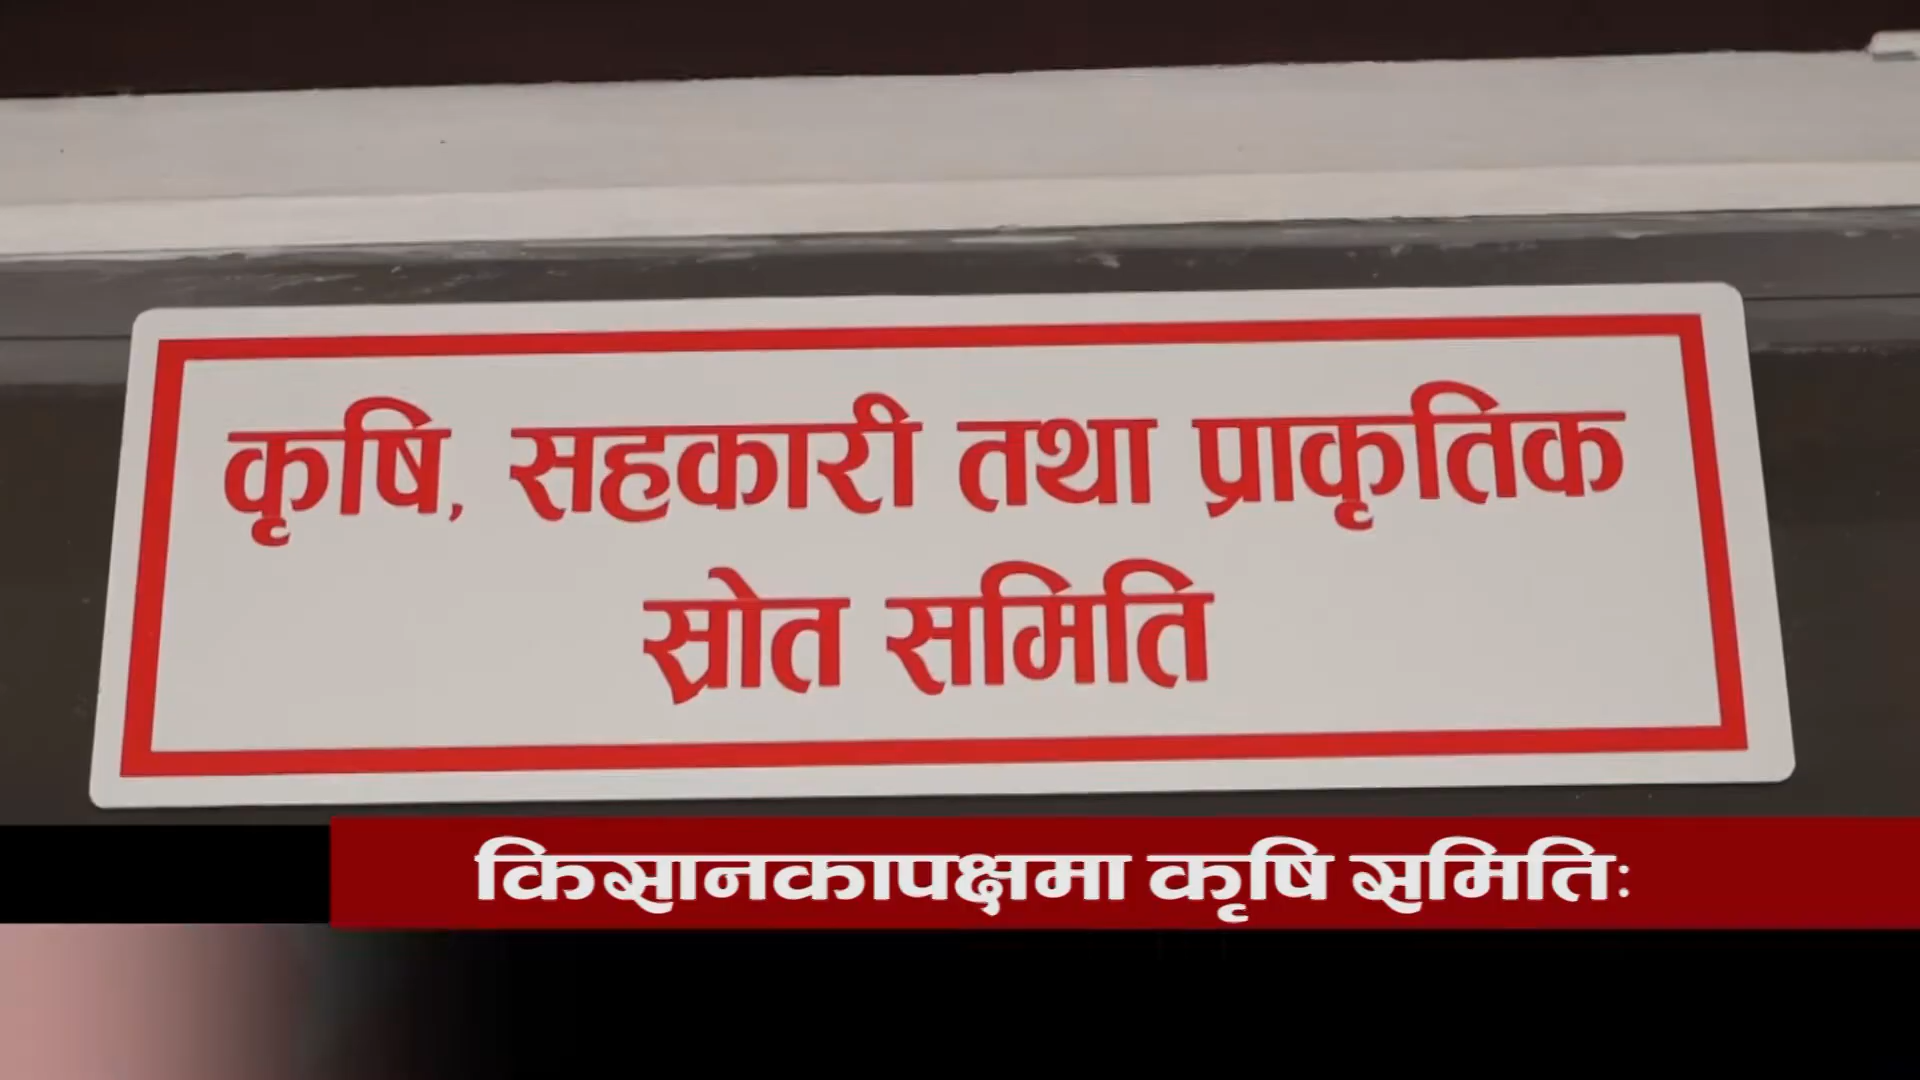 कृषि, सहकारी तथा प्राकृतिक
स्रोत समिति
किसानकापक्षमा कृषि समितिः